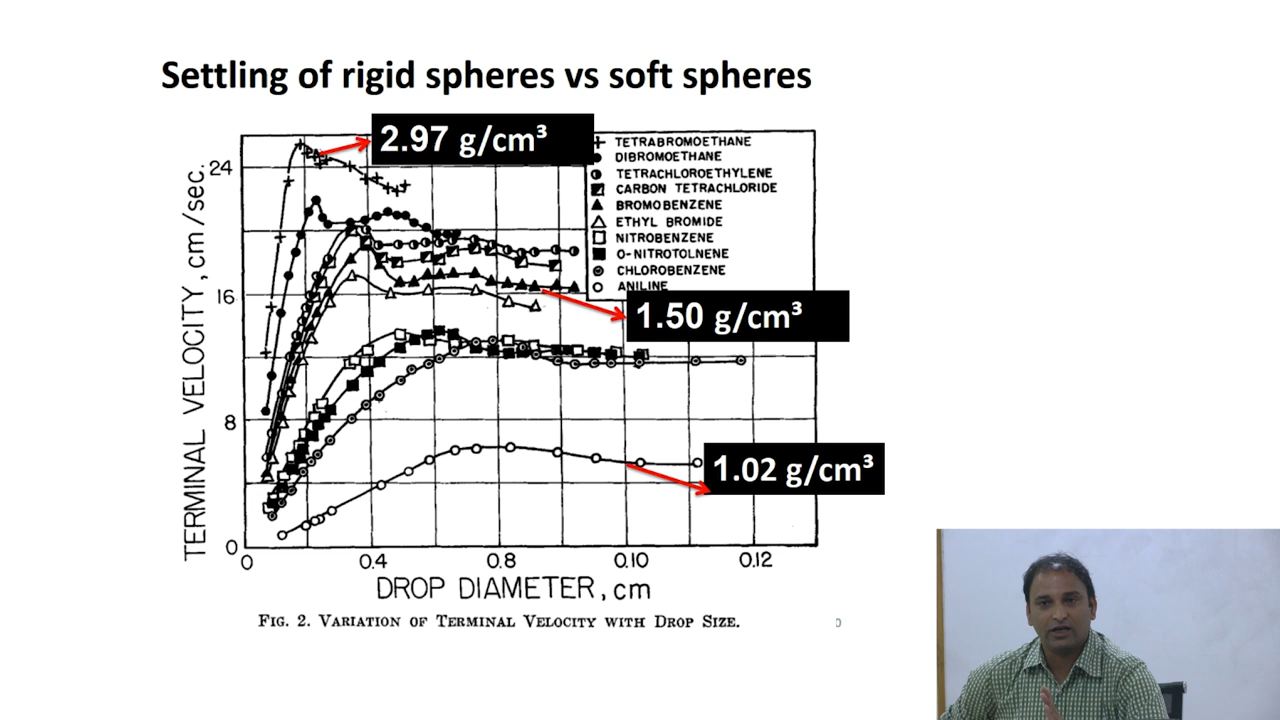 Settling of rigid spheres vs soft spheres
2.97 g/cm³
TETRABROMOETHANE
DIBROMOETHANE
TETRACHLOROETHYLENE
CARBON TETRACHLORIDE
BROMOBENZENE
ETHYL BROMIDE
NITROBENZENE
O-NITROTOLNENE
CHLOROBENZENE
ANILINE
1.50 g/cm³
1.02 g/cm³
TERMINAL VELOCITY, cm/sec.
24
16
8
0
0 0.4 0.8 0.10 0.12
DROP DIAMETER, cm
FIG. 2. VARIATION OF TERMINAL VELOCITY WITH DROP SIZE.